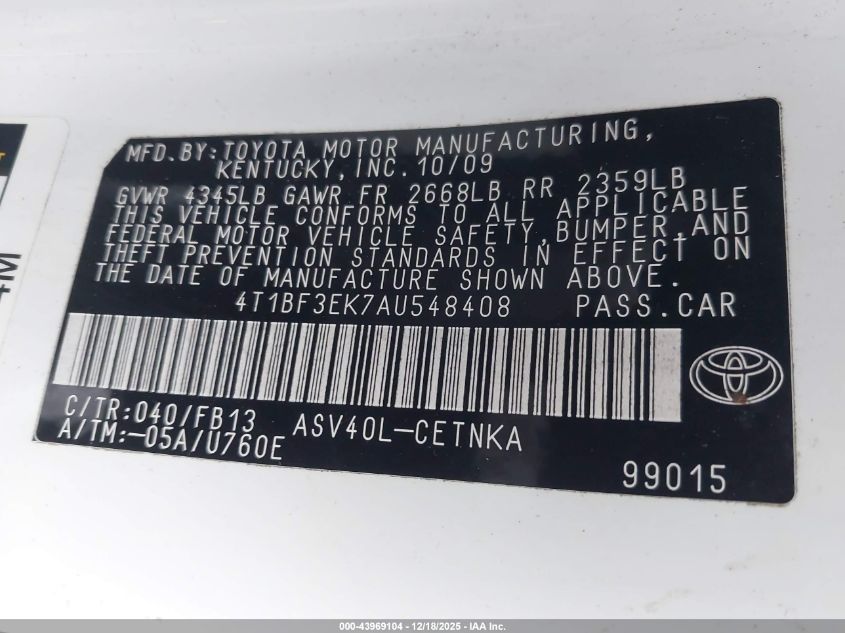 MFD.BY:TOYOTA MOTOR MANUFACTURING,
KENTUCKY,INC.10/09
GVWR 4345LB GAWR FR 2668LB RR 2359LB
THIS VEHICLE CONFORMS TO ALL APPLICABLE
FEDERAL MOTOR VEHICLE SAFETY,BUMPER,AND
THEFT PREVENTION STANDARDS IN EFFECT ON
THE DATE OF MANUFACTURE SHOWN ABOVE.
4T1BF3EK7AU548408 PASS.CAR
C/TR:040/FB13 ASV40L-CETNKA
A/TM:-05A/U760E
99015
000-43969104 - 12/18/2025 - IAA Inc.